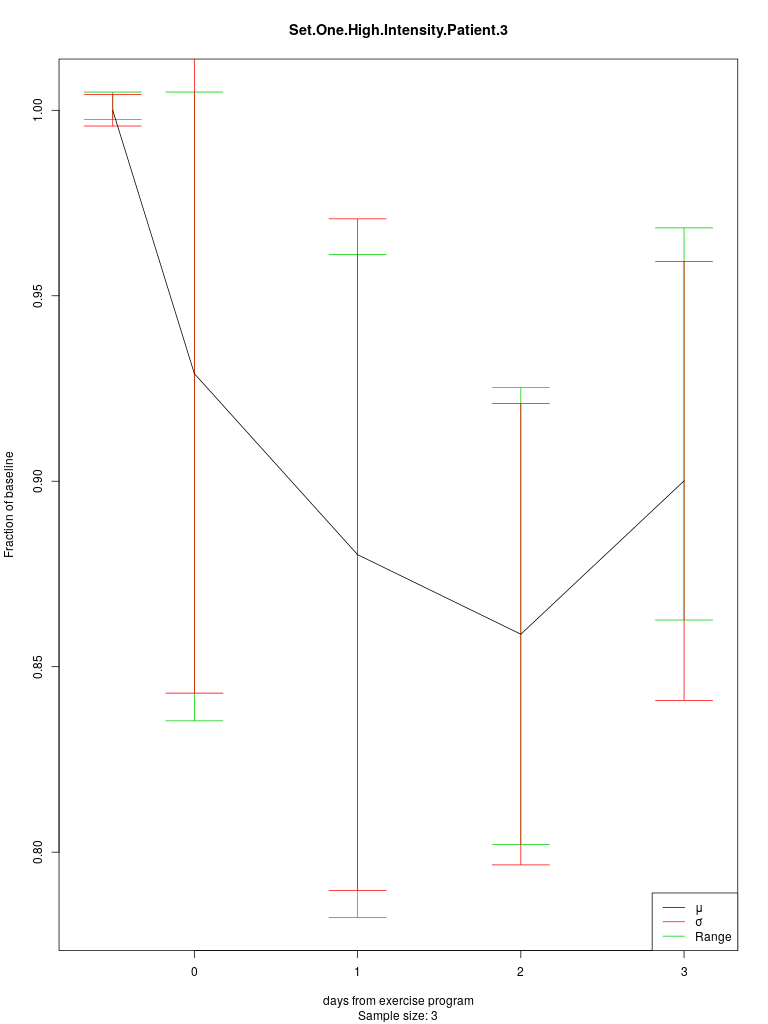 Set.One.High.Intensity.Patient.3
Fraction of baseline
1.00
0.95
0.90
0.85
0.80
0 1 2 3
μ
σ
Range
days from exercise program
Sample size: 3